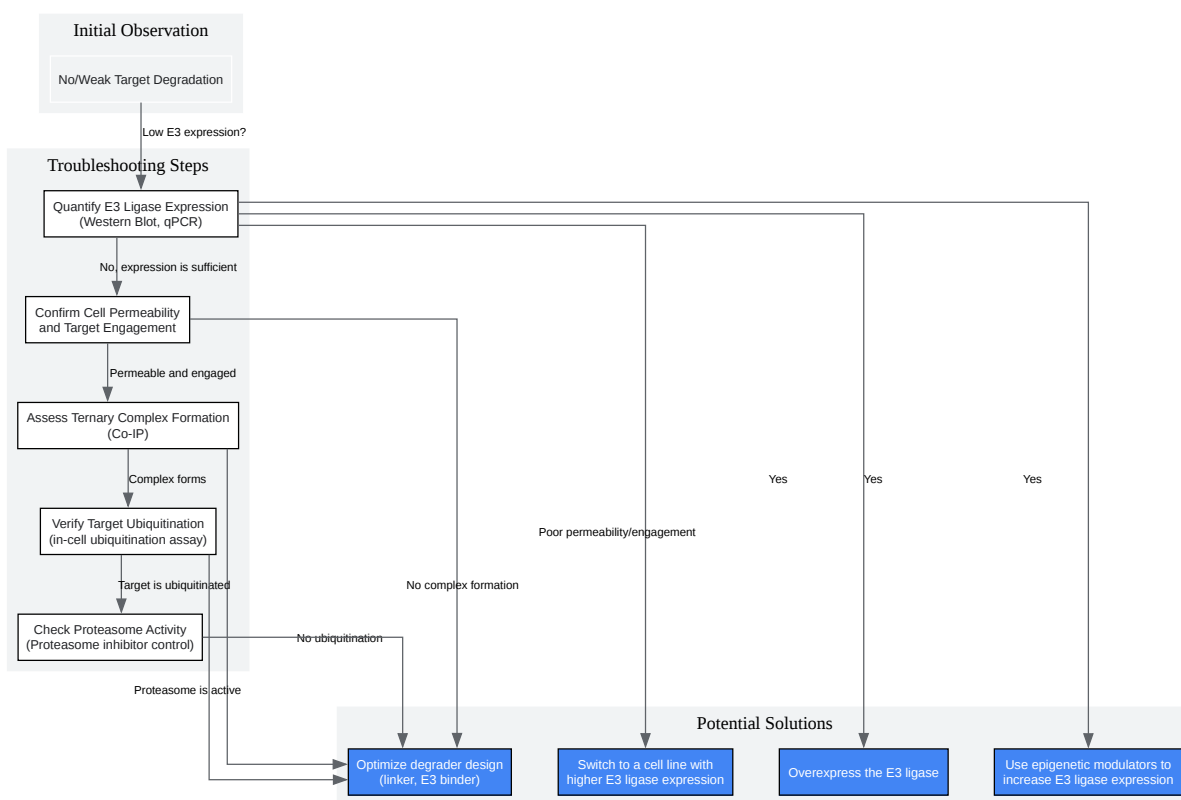 Initial Observation
No/Weak Target Degradation
Low E3 expression?
Troubleshooting Steps
Quantify E3 Ligase Expression
(Western Blot, qPCR)
No, expression is sufficient
Confirm Cell Permeability
and Target Engagement
Permeable and engaged
Assess Ternary Complex Formation
(Co-IP)
Complex forms
Yes
Yes
Yes
Verify Target Ubiquitination
(in-cell ubiquitination assay)
Poor permeability/engagement
Target is ubiquitinated
No complex formation
Check Proteasome Activity
(Proteasome inhibitor control)
No ubiquitination
Proteasome is active
Potential Solutions
Optimize degrader design
(linker, E3 binder)
Switch to a cell line with
higher E3 ligase expression
Overexpress the E3 ligase
Use epigenetic modulators to
increase E3 ligase expression